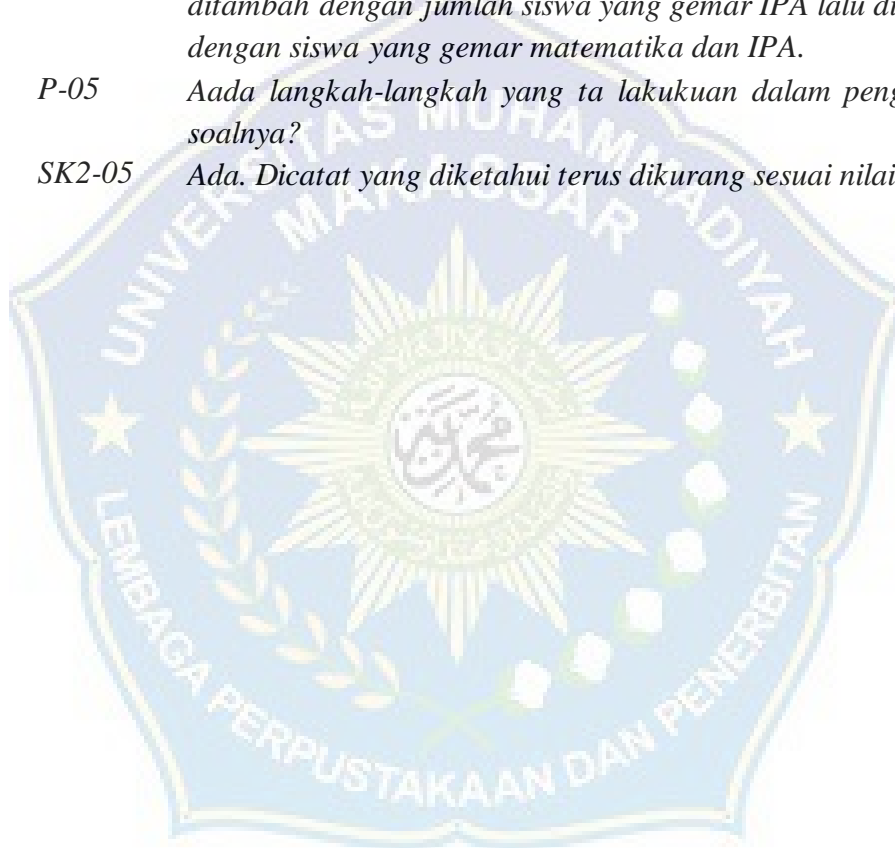 ditambah dengan jumlah siswa yang gemar IPA lalu di
dengan siswa yang gemar matematika dan IPA.
P-05 Aada langkah-langkah yang ta lakukuan dalam peng
soalnya?
SK2-05 Ada. Dicatat yang diketahui terus dikurang sesuai nilai
UNIVERSITAS MUHAMMADIYAH
MAKASSAR
LEMBAGA PERPUSTAKAAN DAN PENERBITAN